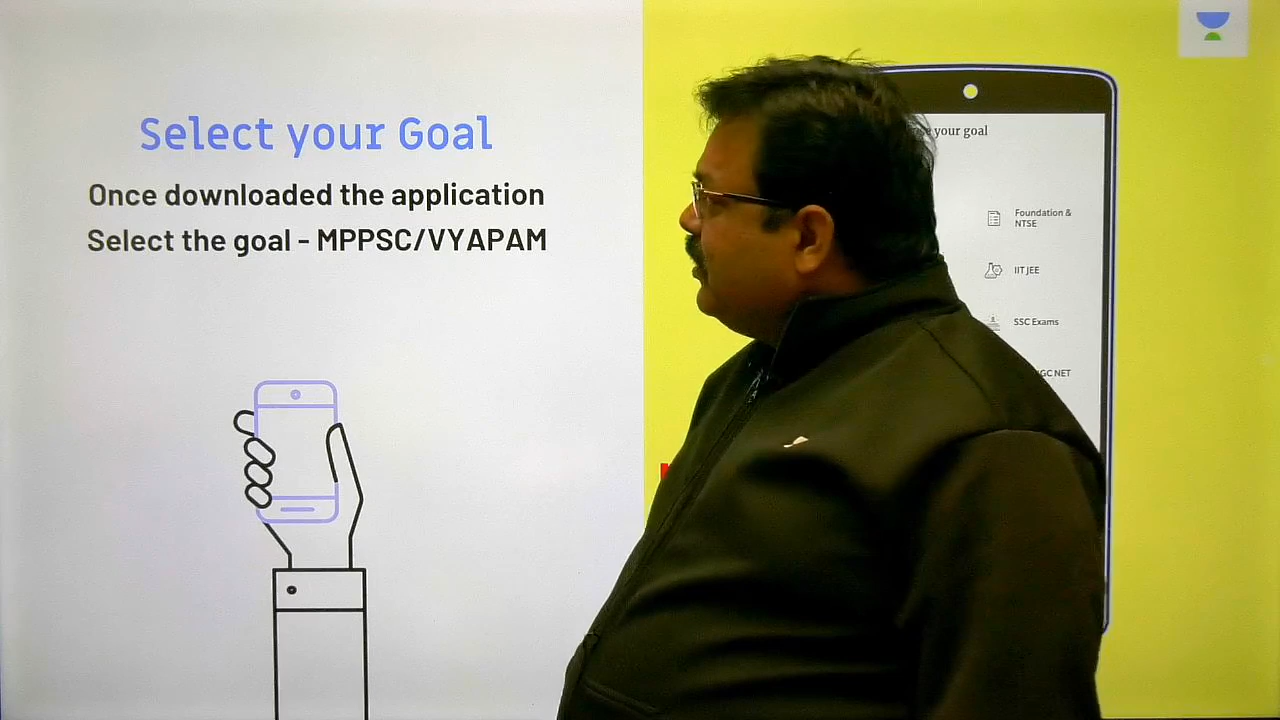 Select your Goal
Once downloaded the application
Select the goal - MPPSC/VYAPAM
your goal
Foundation &
NTSE
IIT JEE
SSC Exams
NET